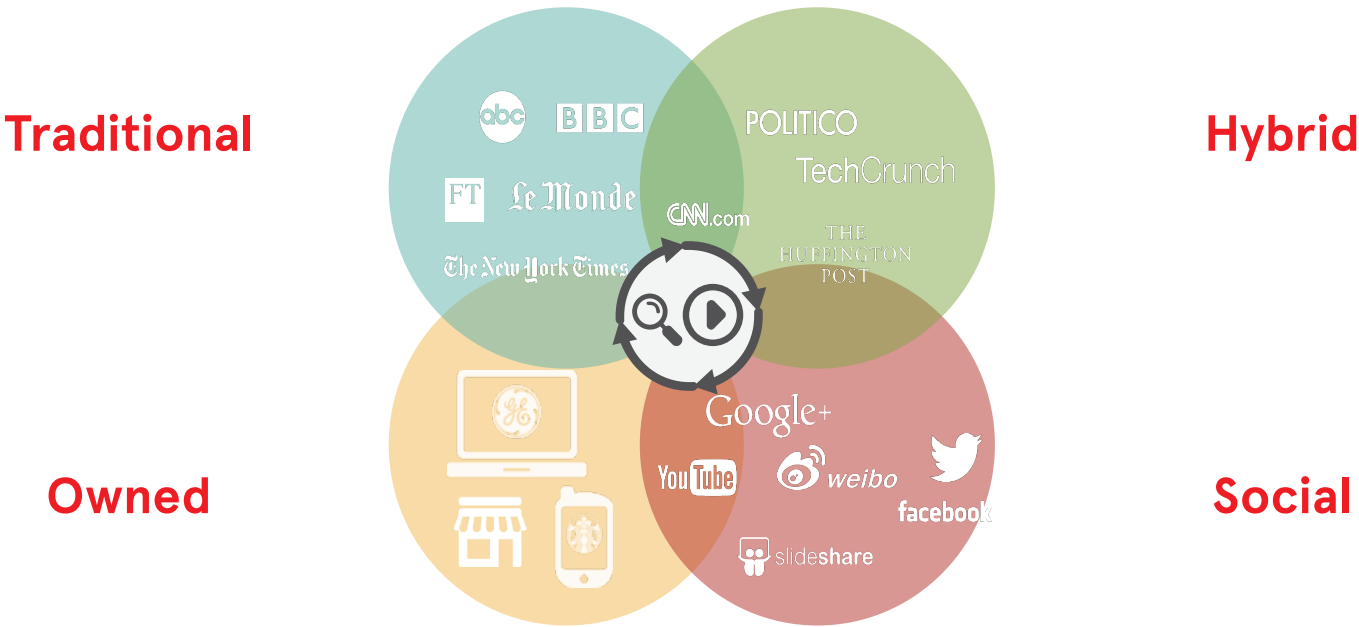 Traditional
Hybrid
abc
BBC
POLITICO
TechCrunch
FT
Le Monde
CNN.com
THE
HUFFINGTON
POST
The New York Times
GE
Google+
YouTube
weibo
facebook
slideshare
Owned
Social